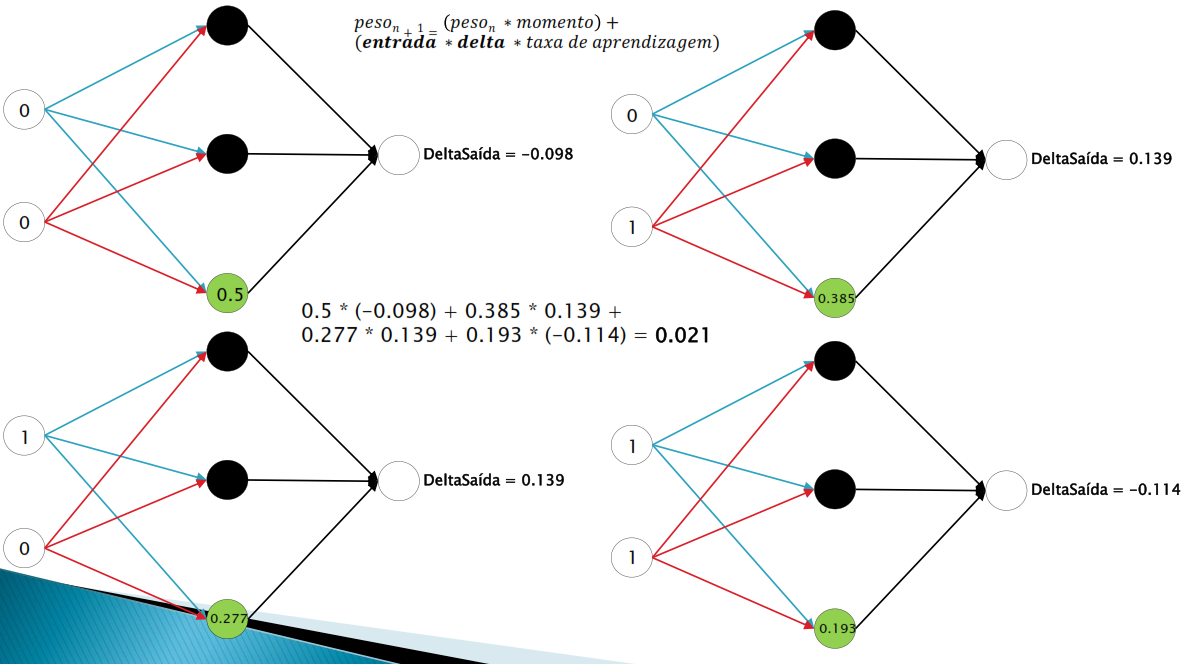 peso n + 1 = (peso n * momento) +
(entrada * delta * taxa de aprendizagem)
0
0
0.5
DeltaSaída = -0.098
0
1
0.385
DeltaSaída = 0.139
0.5 * (-0.098) + 0.385 * 0.139 +
0.277 * 0.139 + 0.193 * (-0.114) = 0.021
1
0
0.277
DeltaSaída = 0.139
1
1
0.193
DeltaSaída = -0.114